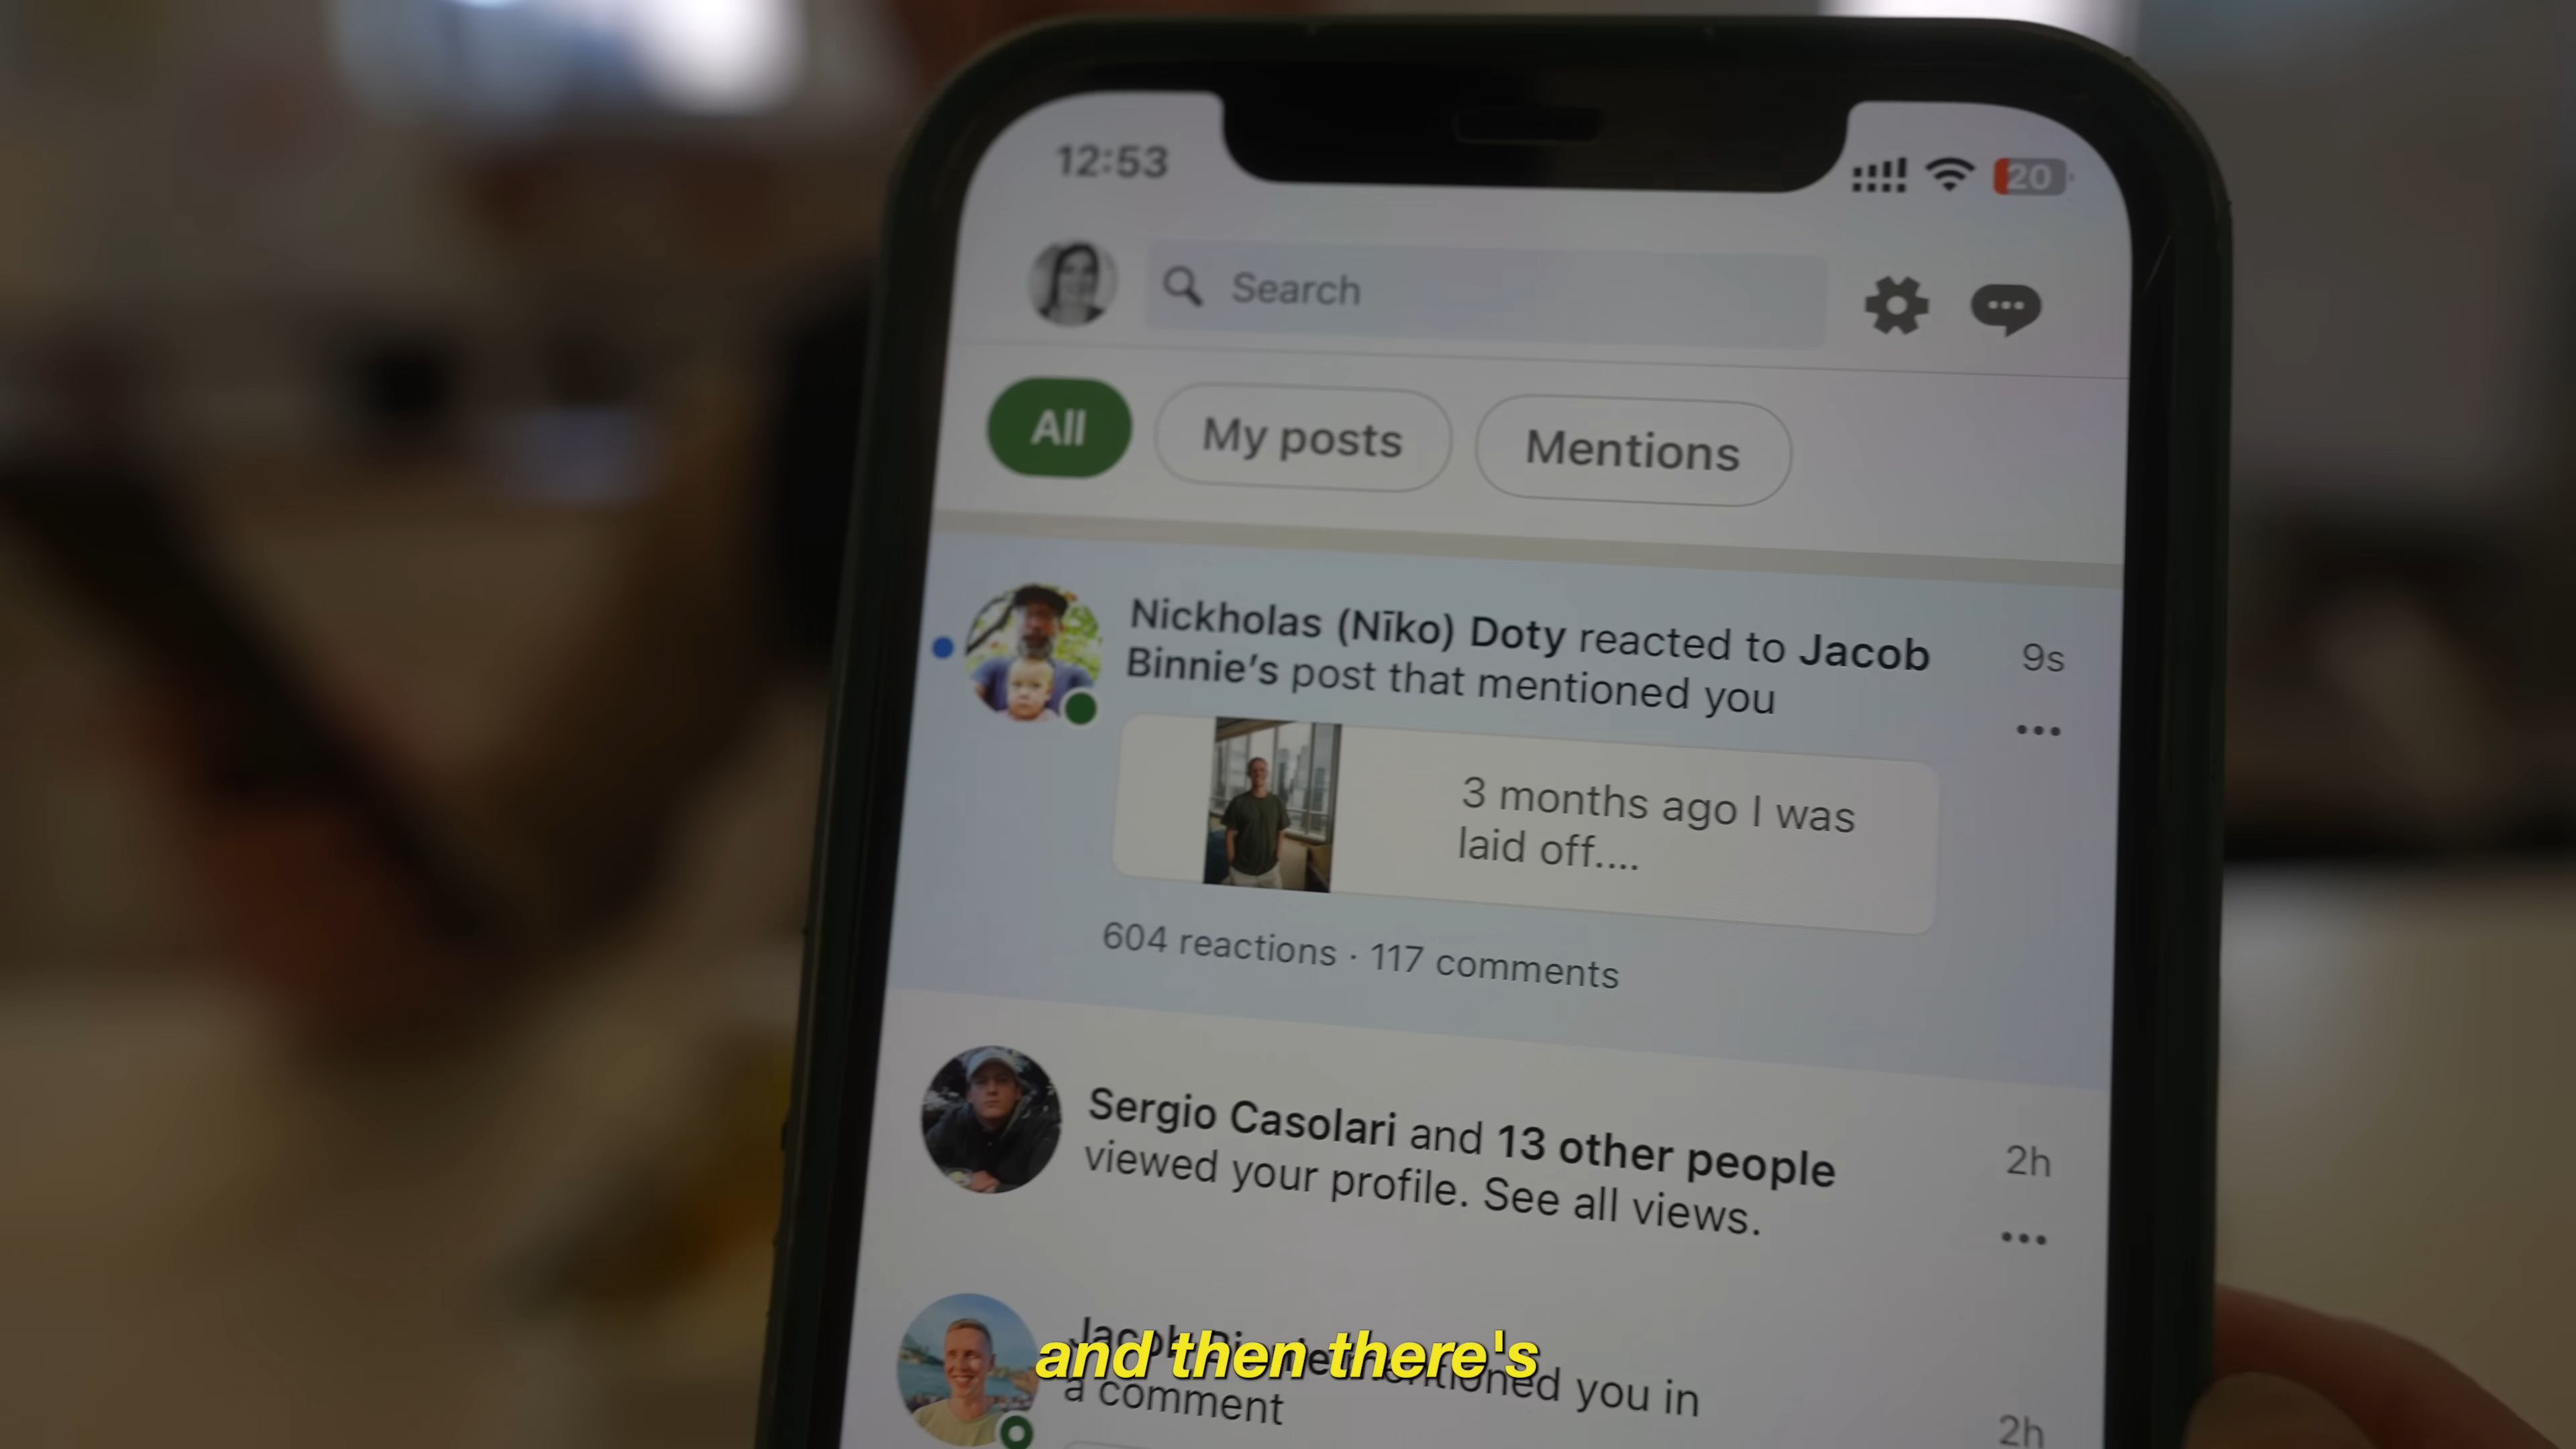 12:53
20
Search
All
My posts
Mentions
Nickholas (Nīko) Doty reacted to Jacob
Binnie's post that mentioned you
9s
3 months ago I was
laid off....
604 reactions · 117 comments
Sergio Casolari and 13 other people
viewed your profile. See all views.
2h
Jacob mentioned you in
a comment
2h
and then there's